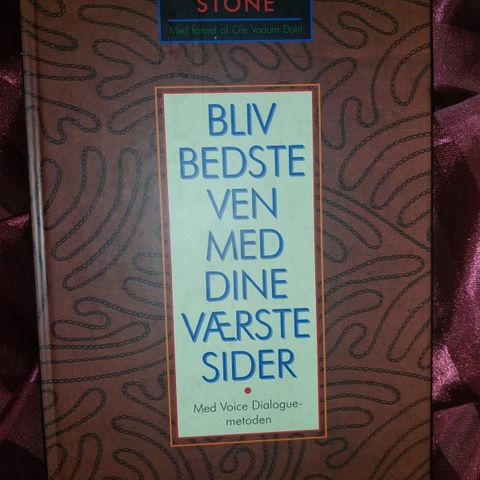 STONE
Med forord af Ole Vadum Dahl
BLIV
BEDSTE
VEN
MED
DINE
VÆRSTE
SIDER
Med Voice Dialogue-
metoden